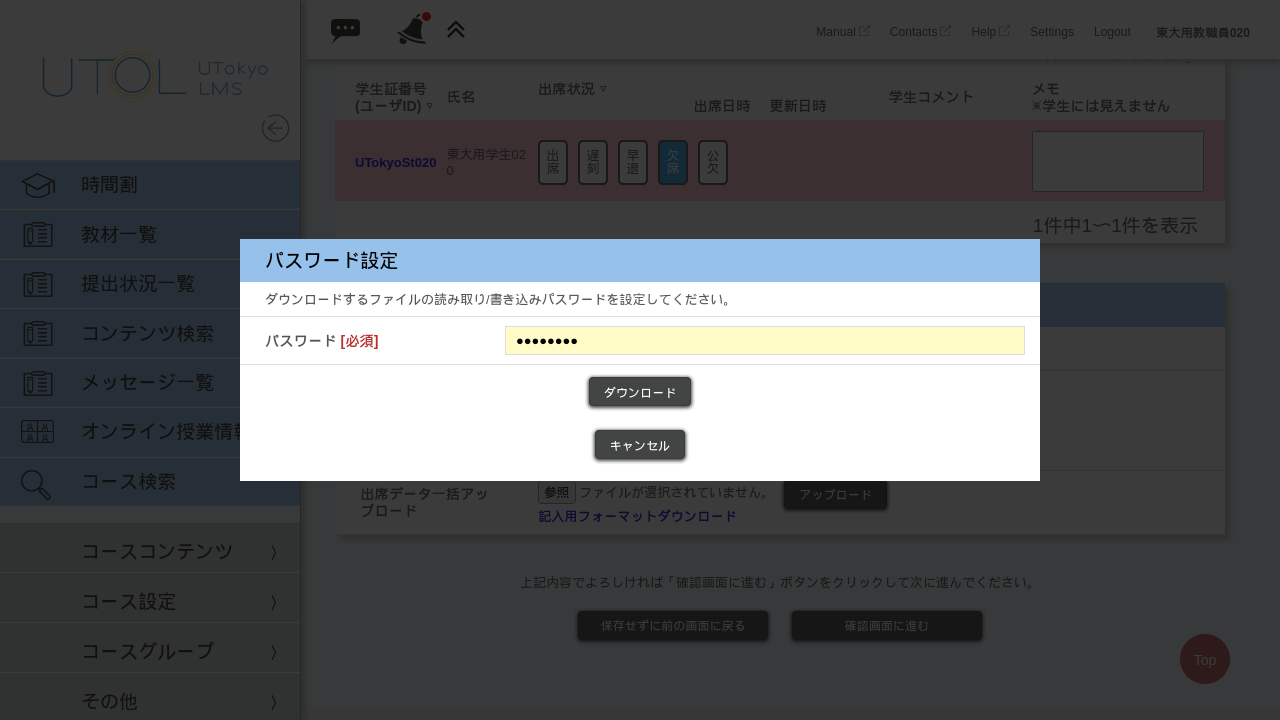 UTOL UTokyo LMS
Manual Contacts Help Settings Logout 東大用教職員020
時間割
教材一覧
提出状況一覧
コンテンツ検索
メッセージ一覧
オンライン授業情報
コース検索
コースコンテンツ 〉
コース設定 〉
コースグループ 〉
その他 〉
学生証番号
(ユーザID) ▽
氏名
出席状況 ▽
出席日時 更新日時
学生コメント
メモ
※学生には見えません
UTokyoSt020
東大用学生02
0
出席 遅刻 早退 欠席 公欠
1件中1〜1件を表示
パスワード設定
ダウンロードするファイルの読み取り/書き込みパスワードを設定してください。
パスワード [必須] ●●●●●●●●
ダウンロード
キャンセル
出席データ一括アッ
プロード
参照 ファイルが選択されていません。 アップロード
記入用フォーマットダウンロード
上記内容でよろしければ「確認画面に進む」ボタンをクリックして次に進んでください。
保存せずに前の画面に戻る 確認画面に進む
Top